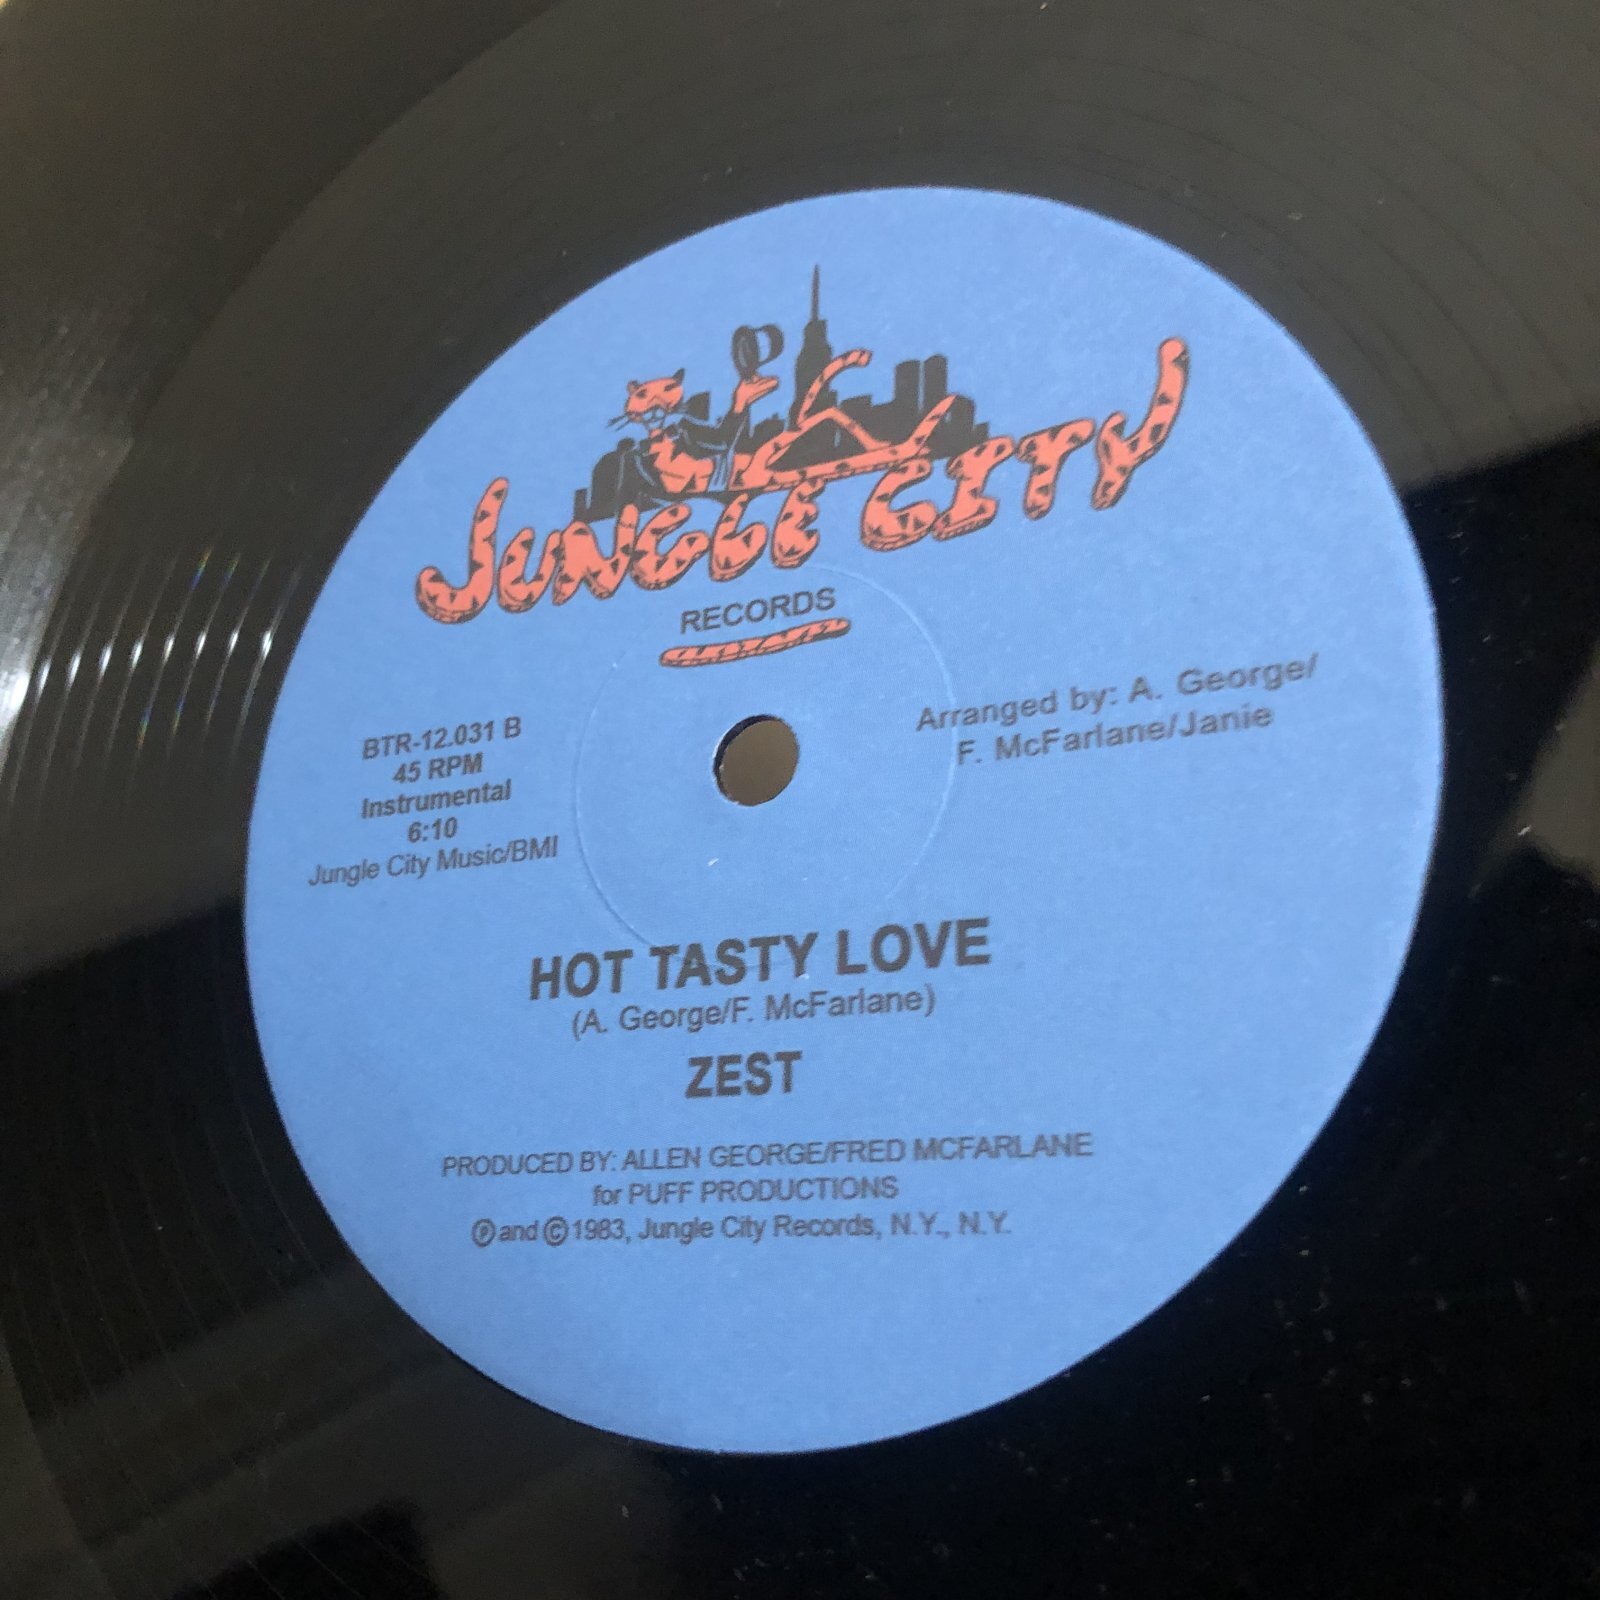 JUNGLE CITY
RECORDS
BTR-12.031 B
45 RPM
Instrumental
6:10
Jungle City Music/BMI
Arranged by: A. George/
F. McFarlane/Janie
HOT TASTY LOVE
(A. George/F. McFarlane)
ZEST
PRODUCED BY: ALLEN GEORGE/FRED MCFARLANE
for PUFF PRODUCTIONS
Ⓟ and © 1983, Jungle City Records, N.Y., N.Y.